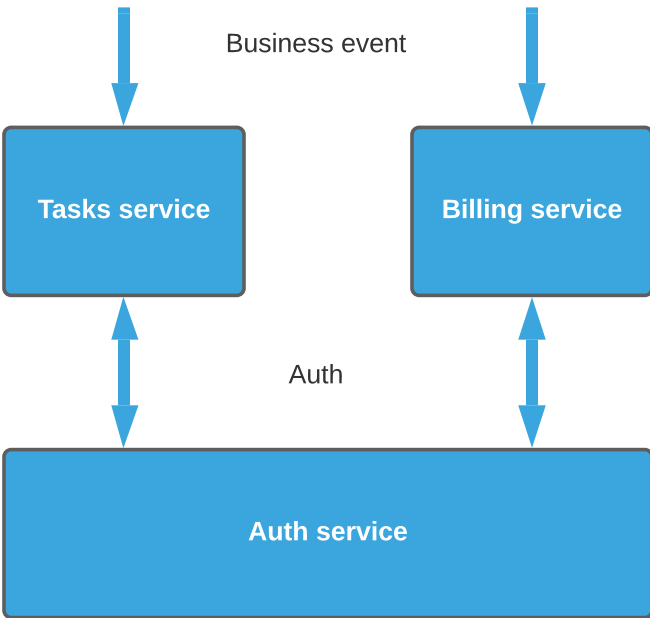 Business event
Tasks service
Billing service
Auth
Auth service